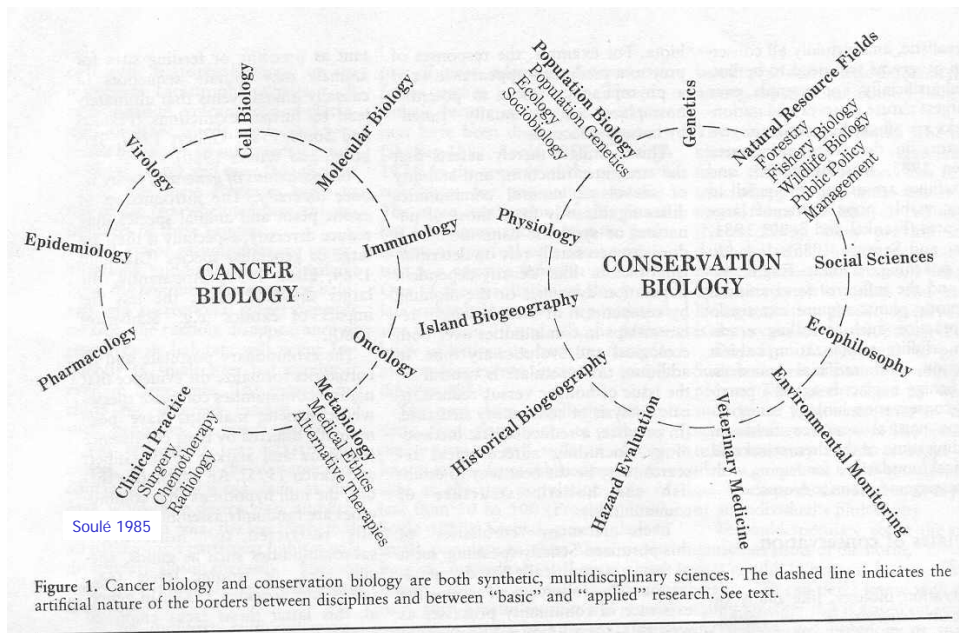 Virology
Cell Biology
Molecular Biology
Immunology
Epidemiology
CANCER
BIOLOGY
Pharmacology
Oncology
Clinical Practice
Surgery
Chemotherapy
Radiology
Metabiology
Medical Ethics
Alternative Therapies
Population Biology
Population Genetics
Ecology
Sociobiology
Genetics
Natural Resource Fields
Forestry
Fishery Biology
Wildlife Biology
Public Policy
Management
Physiology
CONSERVATION
BIOLOGY
Social Sciences
Island Biogeography
Ecophilosophy
Historical Biogeography
Hazard Evaluation
Veterinary Medicine
Environmental Monitoring
Soulé 1985
Figure 1. Cancer biology and conservation biology are both synthetic, multidisciplinary sciences. The dashed line indicates the
artificial nature of the borders between disciplines and between “basic” and “applied” research. See text.